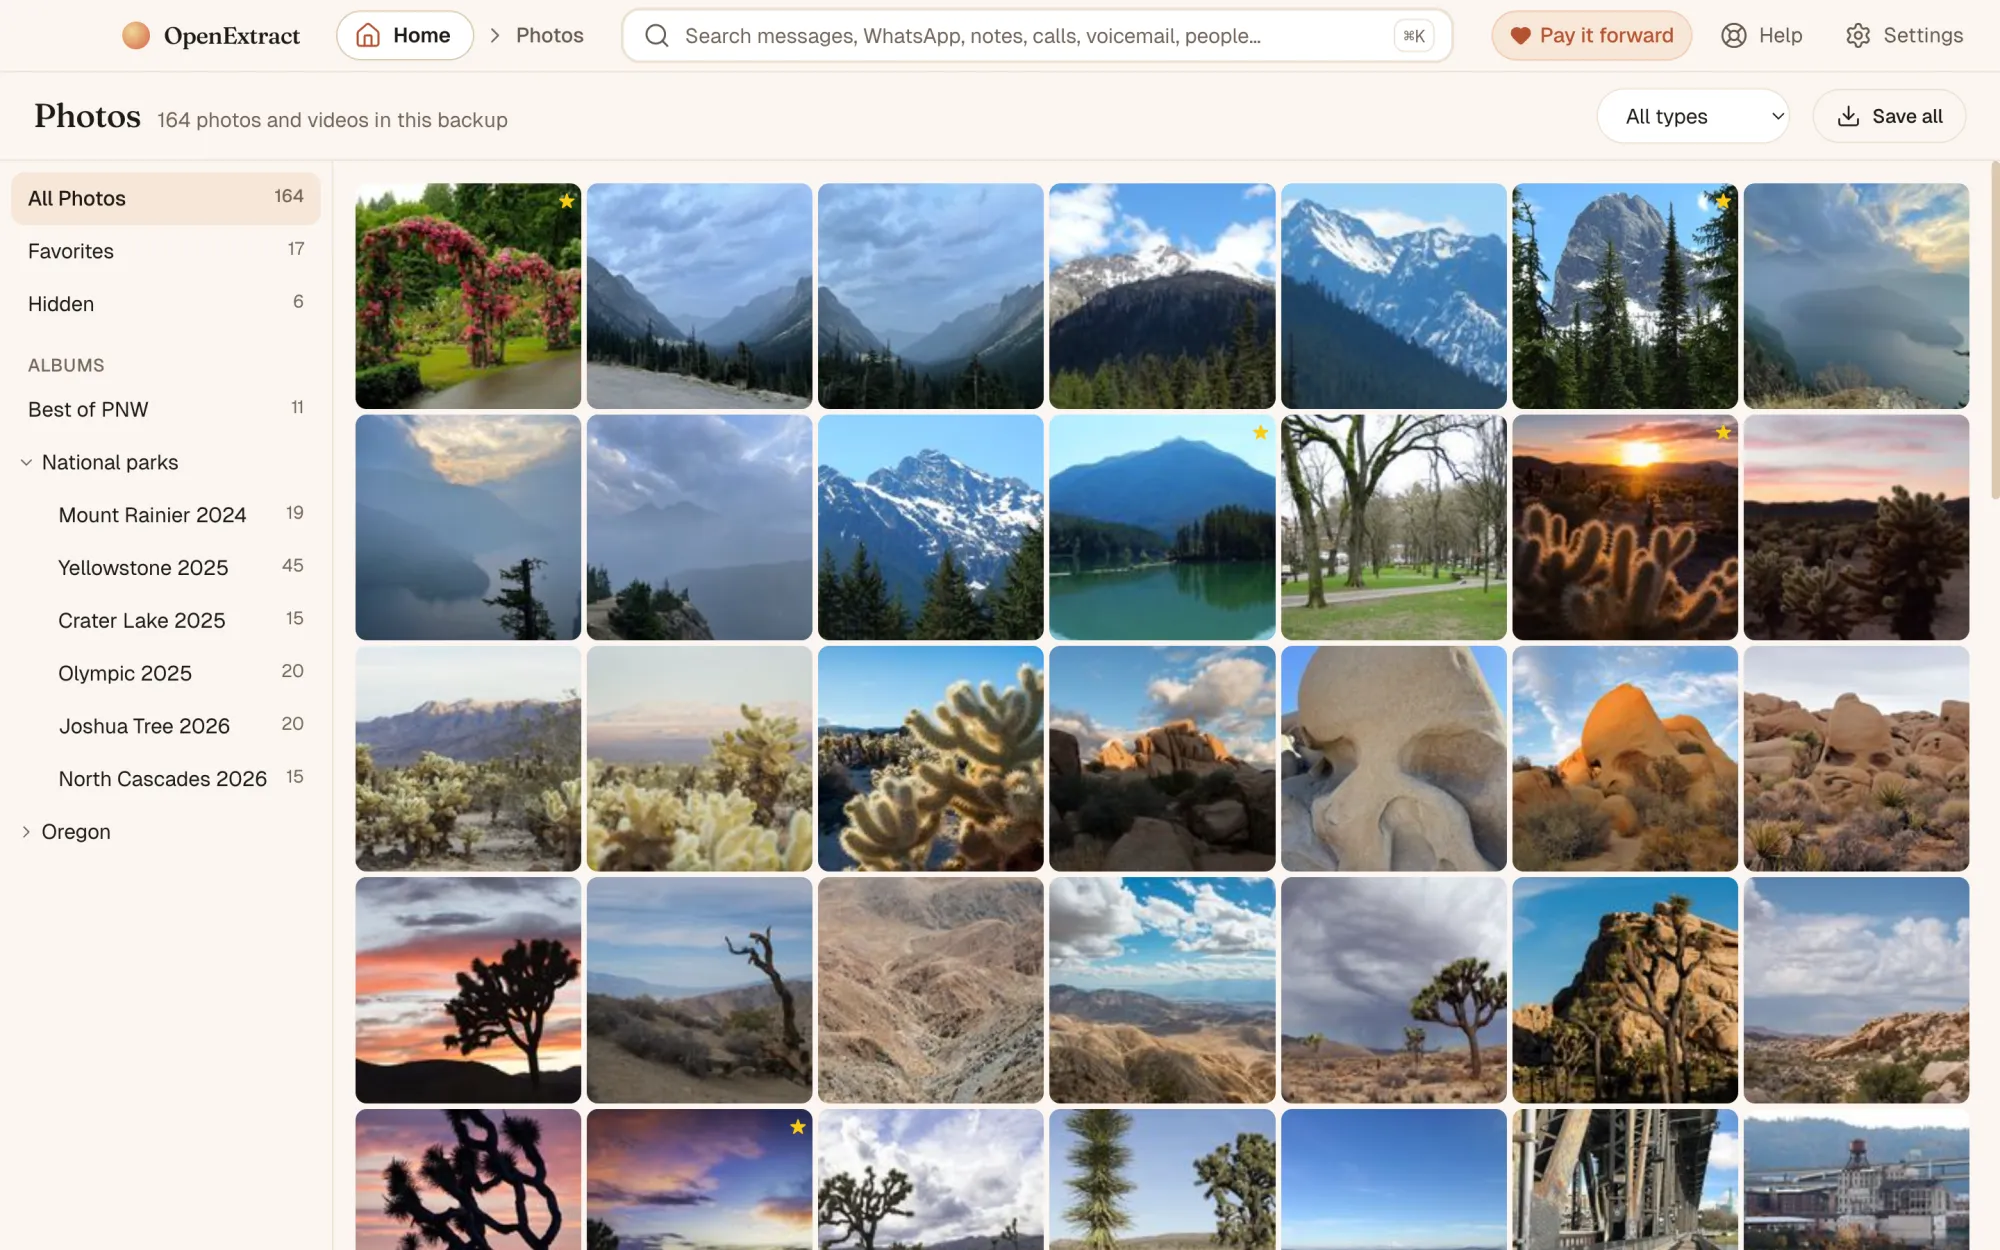 OpenExtract
Home
Photos
Search messages, WhatsApp, notes, calls, voicemail, people...
⌘K
Pay it forward
Help
Settings
Photos
164 photos and videos in this backup
All types
Save all
All Photos 164
Favorites 17
Hidden 6
ALBUMS
Best of PNW 11
National parks
Mount Rainier 2024 19
Yellowstone 2025 45
Crater Lake 2025 15
Olympic 2025 20
Joshua Tree 2026 20
North Cascades 2026 15
Oregon